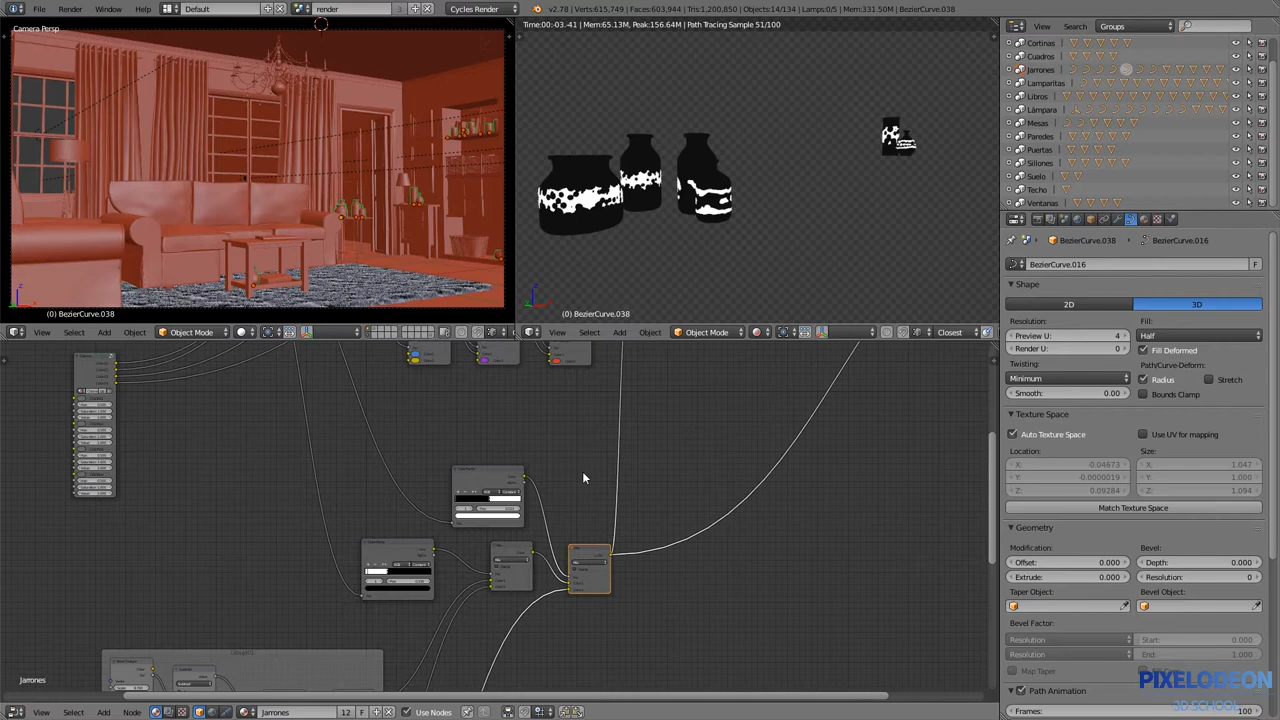 File Render Window Help Default render Cycles Render v2.78 | Verts:615,749 | Faces:603,944 | Tris:1,200,850 | Objects:14/134 | Lamps:0/5 | Mem:331.50M | BezierCurve.038
Camera Persp
Time:00:03.41 | Mem:65.13M, Peak:156.64M | Path Tracing Sample 51/100
View Search Groups
Cortinas
Cuadros
Jarrones
Lamparitas
Libros
Lámpara
Mesas
Paredes
Puertas
Sillones
Suelo
Techo
Ventanas
BezierCurve.038 BezierCurve.016
BezierCurve.016 F
Shape
2D 3D
Resolution: Fill:
Preview U: 4 Half
Render U: 0 Fill Deformed
Twisting: Path/Curve-Deform:
Minimum Radius Stretch
Smooth: 0.00 Bounds Clamp
Texture Space
Auto Texture Space Use UV for mapping
Location: Size:
X: -0.04673 X: 1.047
Y: -0.0000019 Y: 0.0309
Z: 0.09284 Z: 1.094
Match Texture Space
Geometry
Modification: Bevel:
Offset: 0.000 Depth: 0.000
Extrude: 0.000 Resolution: 0
Taper Object: Bevel Object:
Bevel Factor:
Resolution Start: 0.000
Resolution End: 1.000
Map Taper
Path Animation
Frames: 100
(0) BezierCurve.038
(0) BezierCurve.038
View Select Add Object Object Mode
View Select Add Object Object Mode Closest
Jarrones
View Select Add Node Jarrones 12 F Use Nodes
PIXELODEON
3D SCHOOL